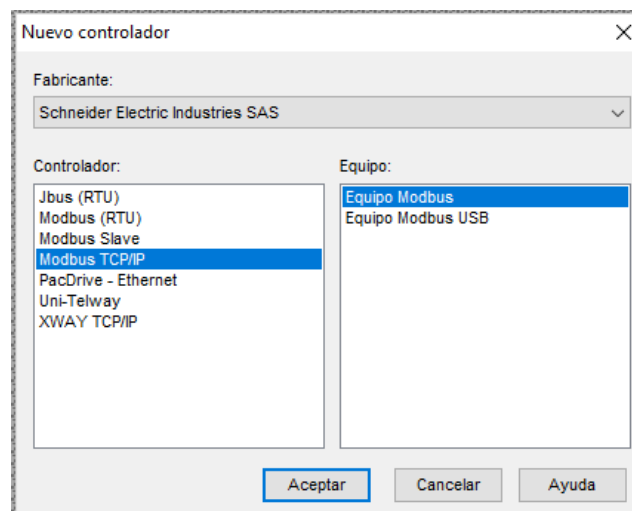 Nuevo controlador
Fabricante:
Schneider Electric Industries SAS
Controlador:
Jbus (RTU)
Modbus (RTU)
Modbus Slave
Modbus TCP/IP
PacDrive - Ethernet
Uni-Telway
XWAY TCP/IP
Equipo:
Equipo Modbus
Equipo Modbus USB
Aceptar
Cancelar
Ayuda